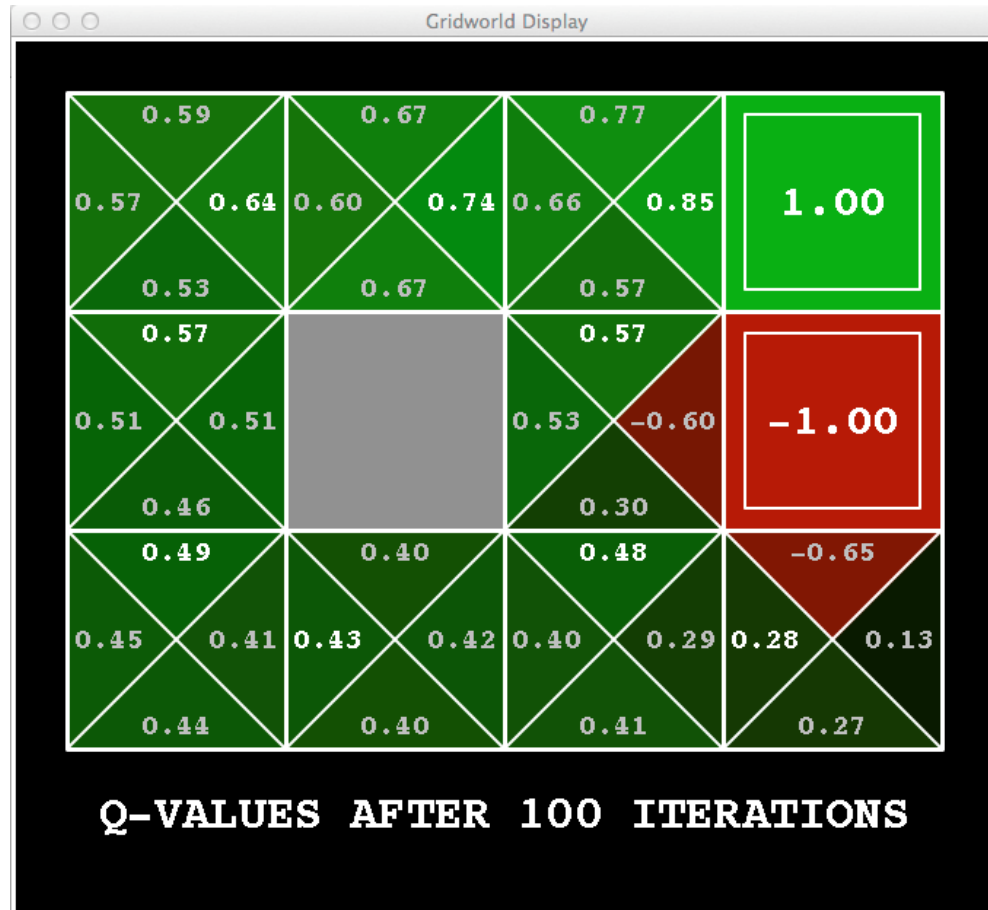 Gridworld Display
0.59 0.67 0.77
0.57 0.64 0.60 0.74 0.66 0.85 1.00
0.53 0.67 0.57
0.57 0.57
0.51 0.51 0.53 -0.60 -1.00
0.46 0.30
0.49 0.40 0.48 -0.65
0.45 0.41 0.43 0.42 0.40 0.29 0.28 0.13
0.44 0.40 0.41 0.27
Q-VALUES AFTER 100 ITERATIONS